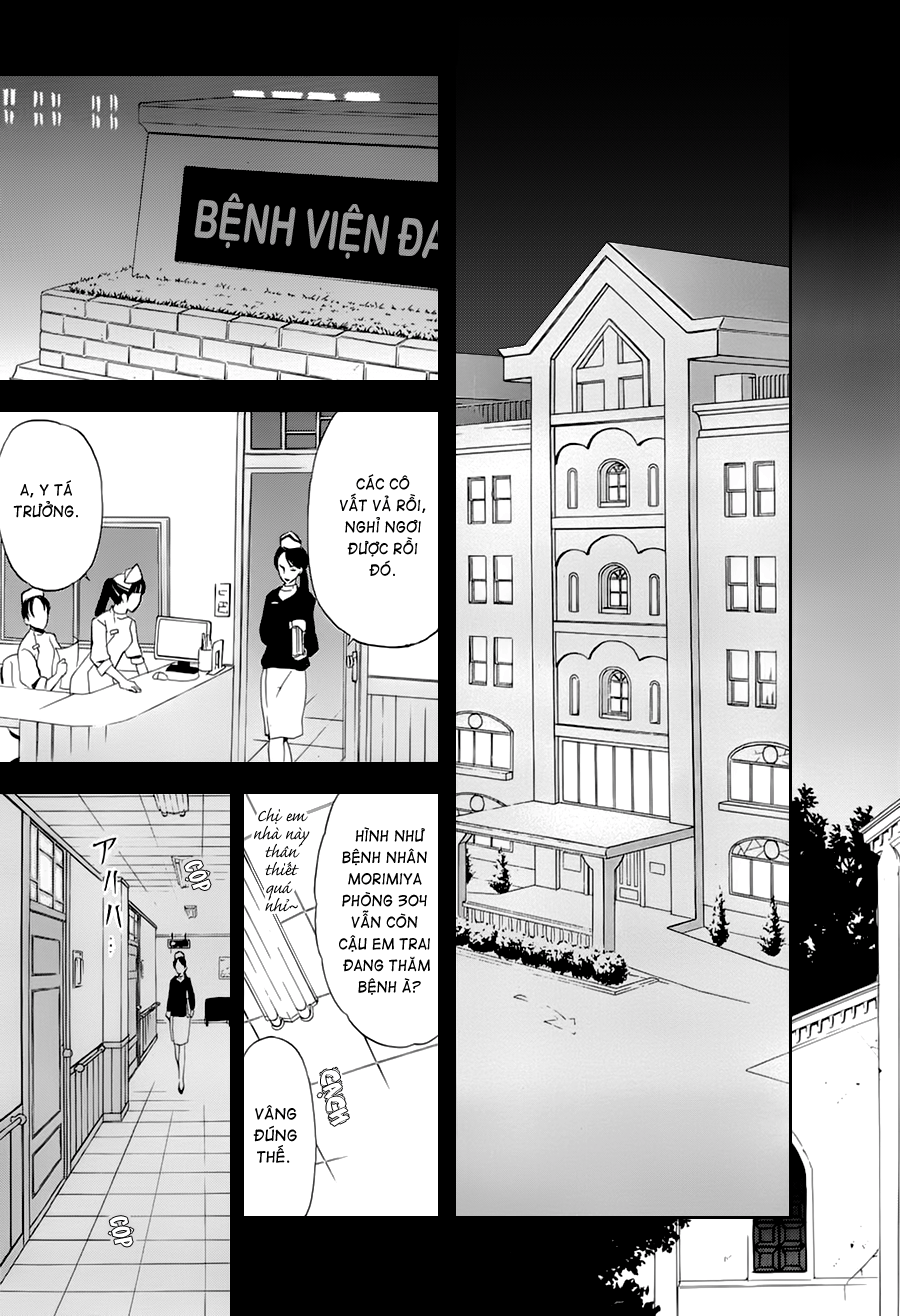 BỆNH VIỆN ĐA
CÁC CÔ
VẤT VẢ RỒI,
NGHỈ NGƠI
ĐƯỢC RỒI
ĐÓ.
A, Y TÁ
TRƯỞNG.
HÌNH NHƯ
BỆNH NHÂN
MORIMIYA
PHÒNG 304
VẪN CÒN
CẬU EM TRAI
ĐANG THĂM
BỆNH À?
Chị em
nhà này
thân
thiết
quá
nhỉ~
CẠCH
VÂNG
ĐÚNG
THẾ.
CỘP
アハハ…
CỘP